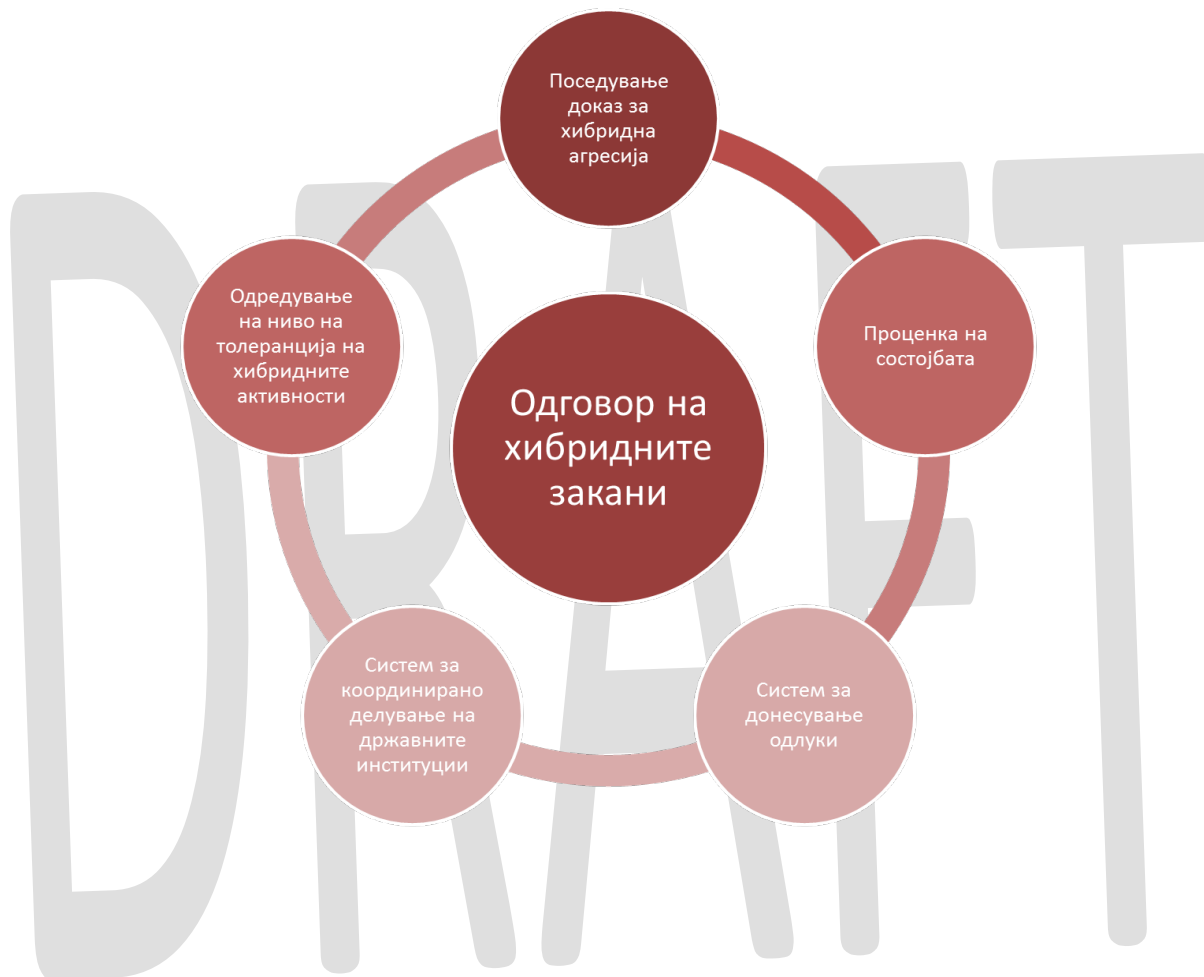 Поседување
доказ за
хибридна
агресија
Проценка на
состојбата
Систем за
донесување
одлуки
Систем за
координирано
делување на
државните
институции
Одредување
на ниво на
толеранција на
хибридните
активности
Одговор на
хибридните
закани
DRAFT